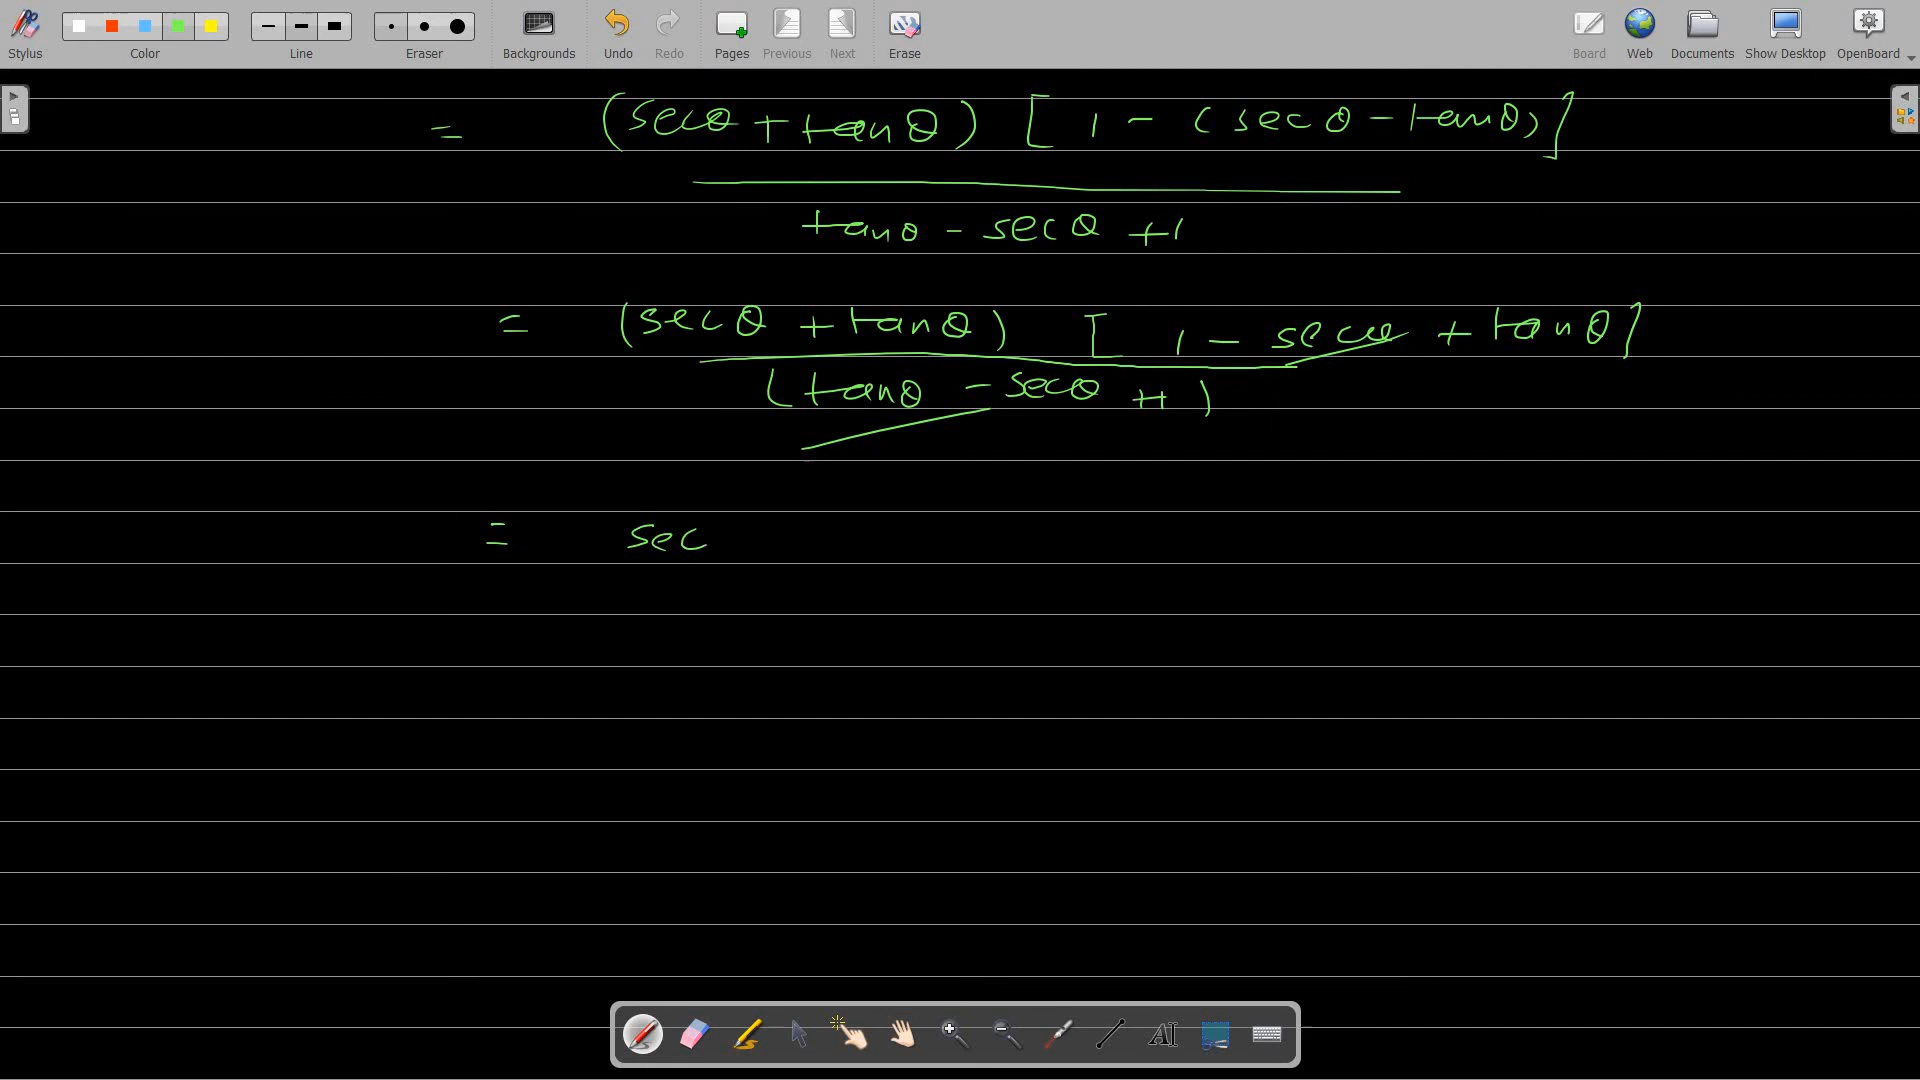 Stylus Color Line Eraser Backgrounds Undo Redo Pages Previous Next Erase Board Web Documents Show Desktop OpenBoard
= (secθ + tanθ) [ 1 - (secθ - tanθ)]
tanθ - secθ +1
= (secθ + tanθ) [ 1 - secθ + tanθ]
(tanθ - secθ +1)
= sec
AI